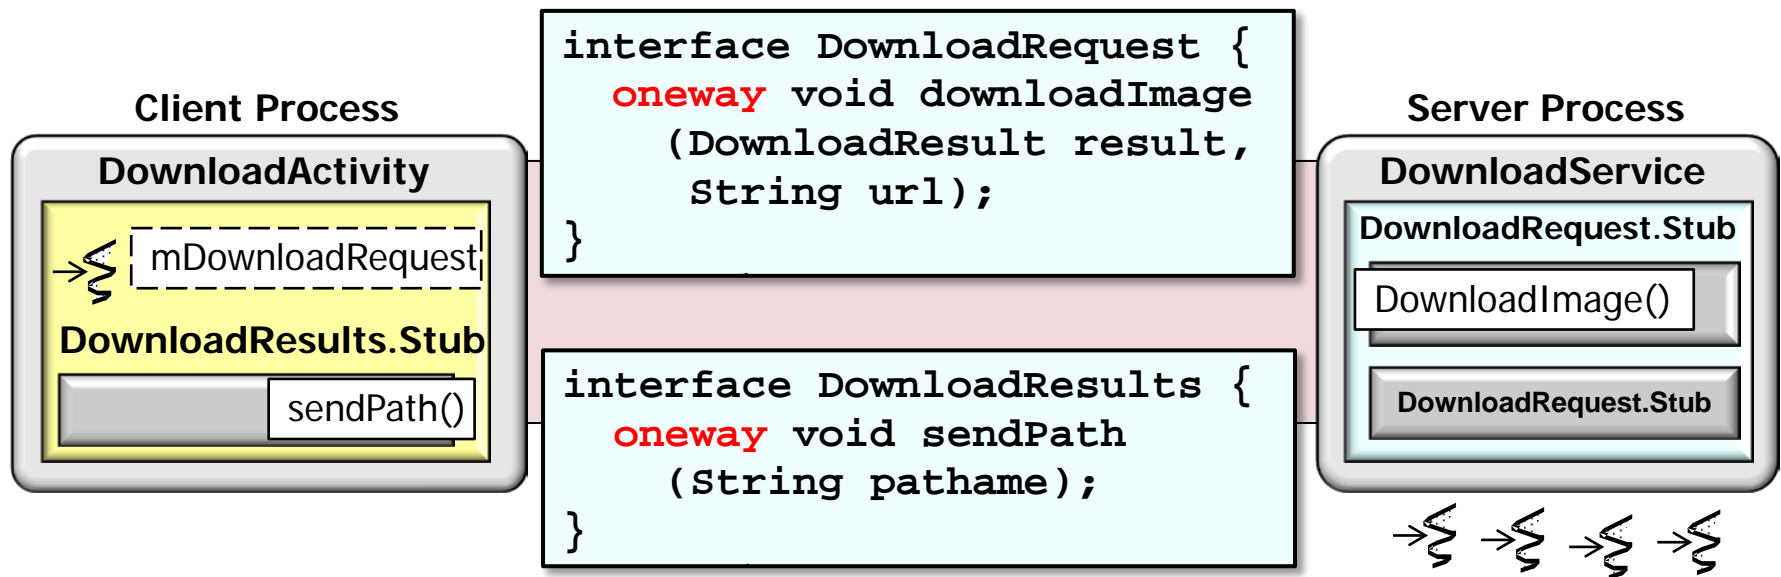 Client Process
DownloadActivity
mDownloadRequest
DownloadResults.Stub
sendPath()
interface DownloadRequest {
oneway void downloadImage
(DownloadResult result,
String url);
}
interface DownloadResults {
oneway void sendPath
(String pathame);
}
Server Process
DownloadService
DownloadRequest.Stub
DownloadImage()
DownloadRequest.Stub